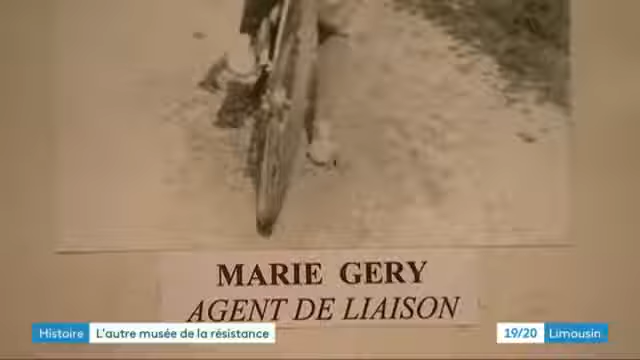 MARIE GERY
AGENT DE LIAISON
Histoire L'autre musée de la résistance 19/20 Limousin